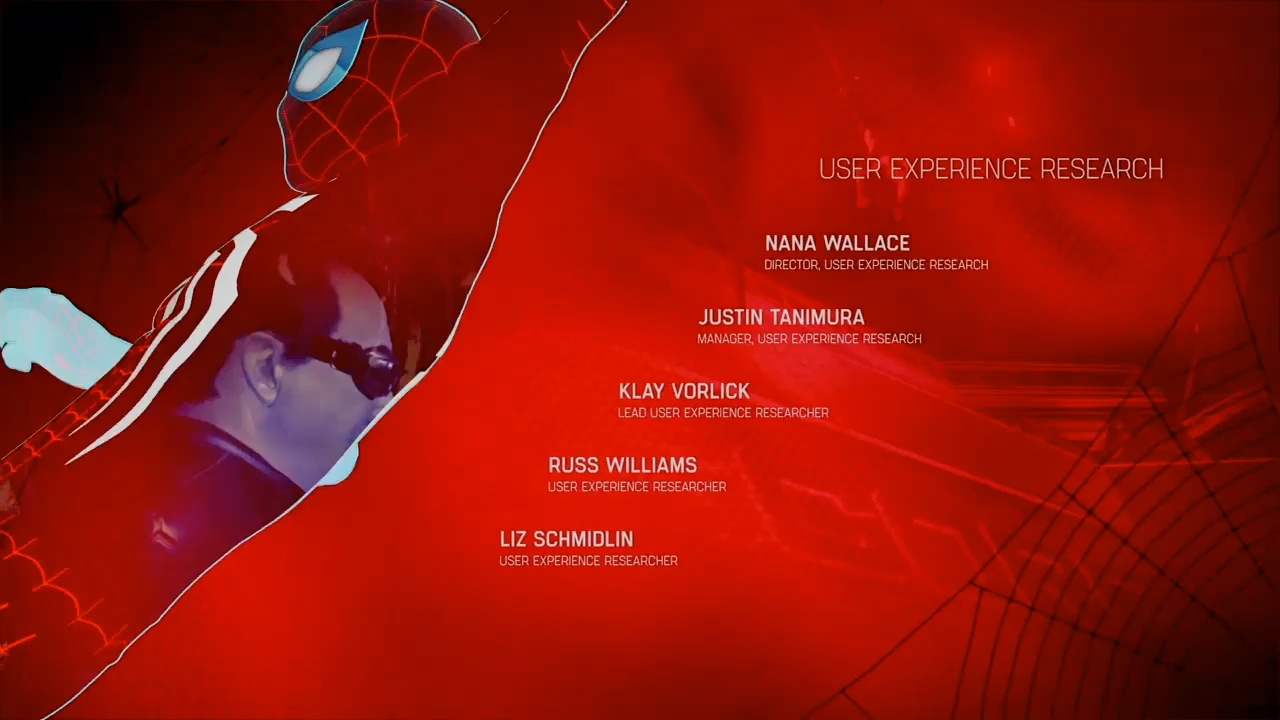 USER EXPERIENCE RESEARCH
NANA WALLACE
DIRECTOR, USER EXPERIENCE RESEARCH
JUSTIN TANIMURA
MANAGER, USER EXPERIENCE RESEARCH
KLAY VORLICK
LEAD USER EXPERIENCE RESEARCHER
RUSS WILLIAMS
USER EXPERIENCE RESEARCHER
LIZ SCHMIDLIN
USER EXPERIENCE RESEARCHER